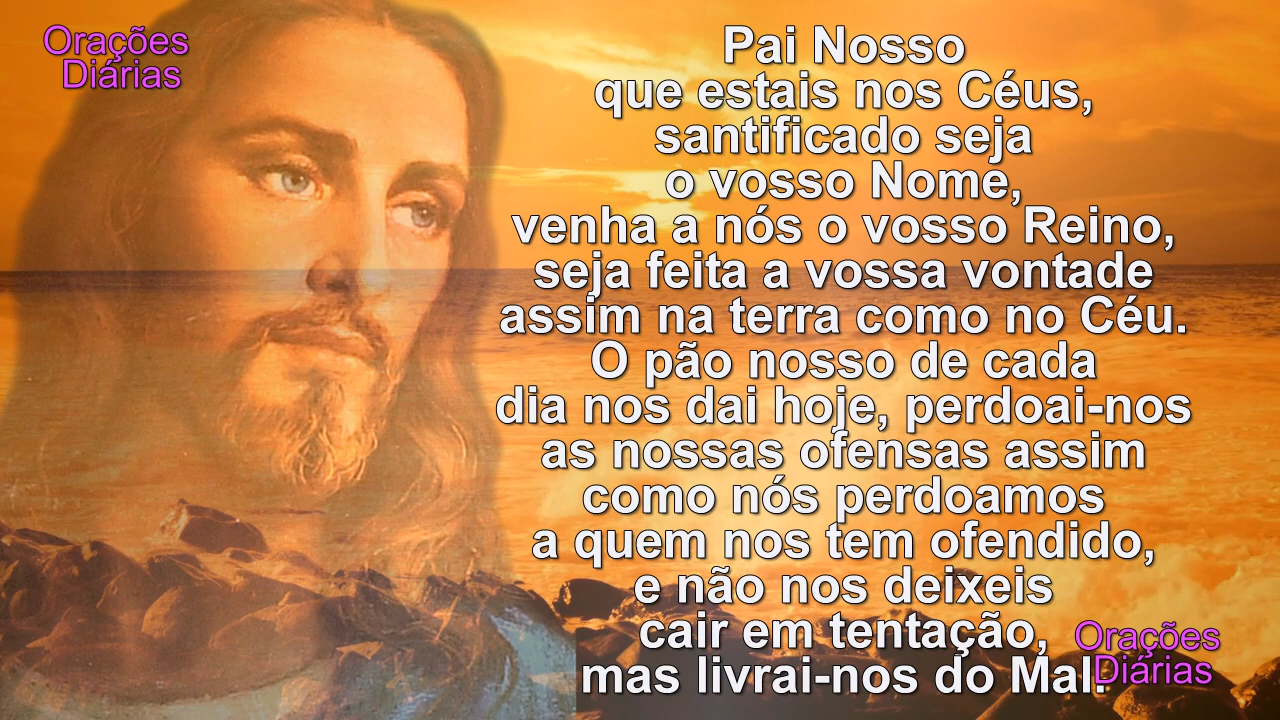 Orações
Diárias
Pai Nosso
que estais nos Céus,
santificado seja
o vosso Nome,
venha a nós o vosso Reino,
seja feita a vossa vontade
assim na terra como no Céu.
O pão nosso de cada
dia nos dai hoje, perdoai-nos
as nossas ofensas assim
como nós perdoamos
a quem nos tem ofendido,
e não nos deixeis
cair em tentação,
mas livrai-nos do Mal.
Orações
Diárias